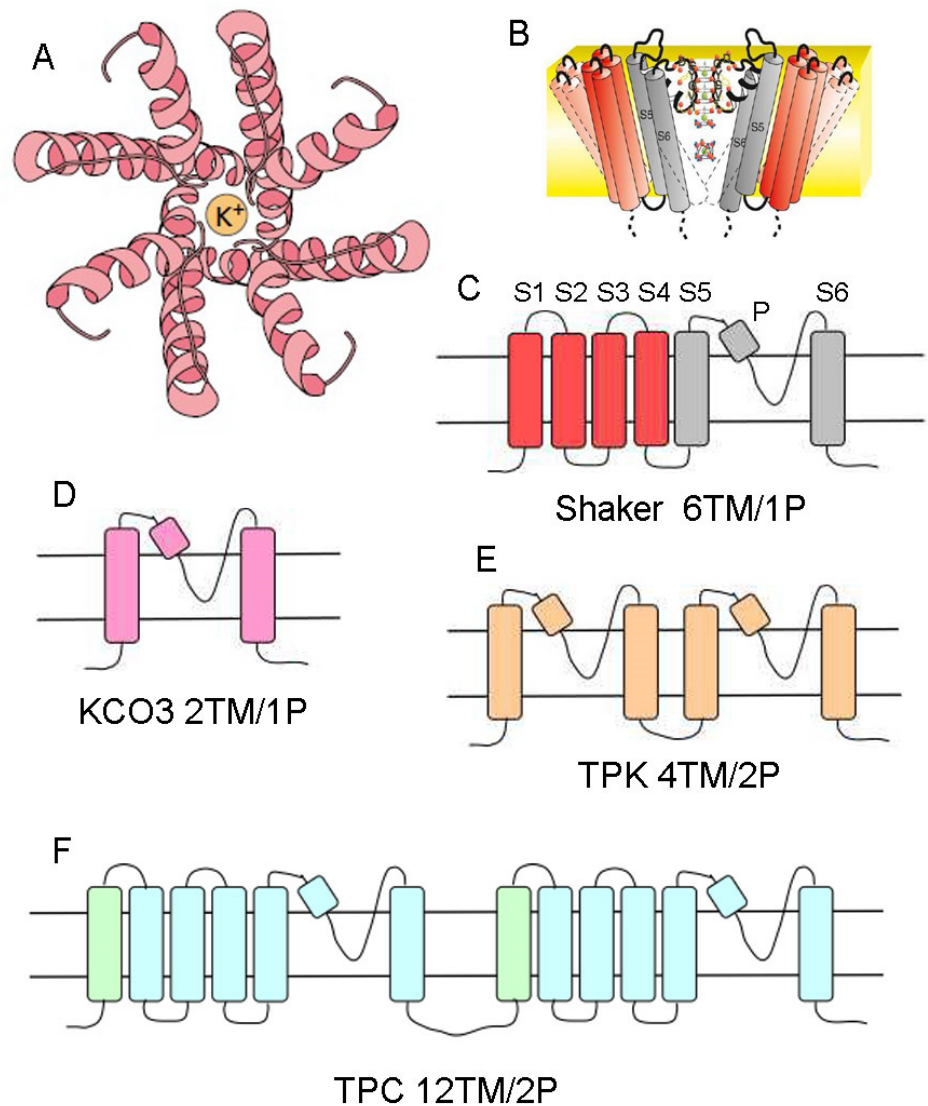 A
K+
B
S5
S6
S6
S5
C
S1 S2 S3 S4 S5 P S6
Shaker 6TM/1P
D
KCO3 2TM/1P
E
TPK 4TM/2P
F
TPC 12TM/2P